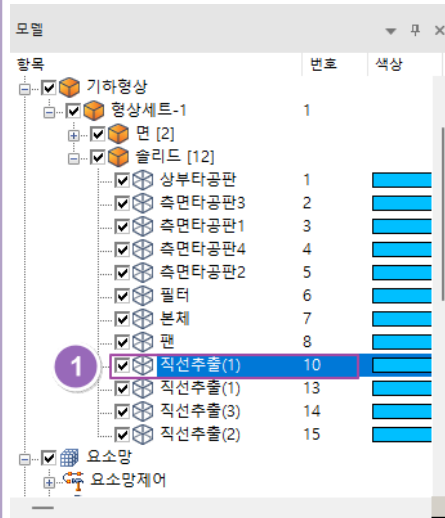 모델
항목 번호 색상
기하형상
형상세트-1 1
면 [2]
솔리드 [12]
상부타공판 1
측면타공판3 2
측면타공판1 3
측면타공판4 4
측면타공판2 5
필터 6
본체 7
팬 8
1 직선추출(1) 10
직선추출(1) 13
직선추출(3) 14
직선추출(2) 15
요소망
요소망제어